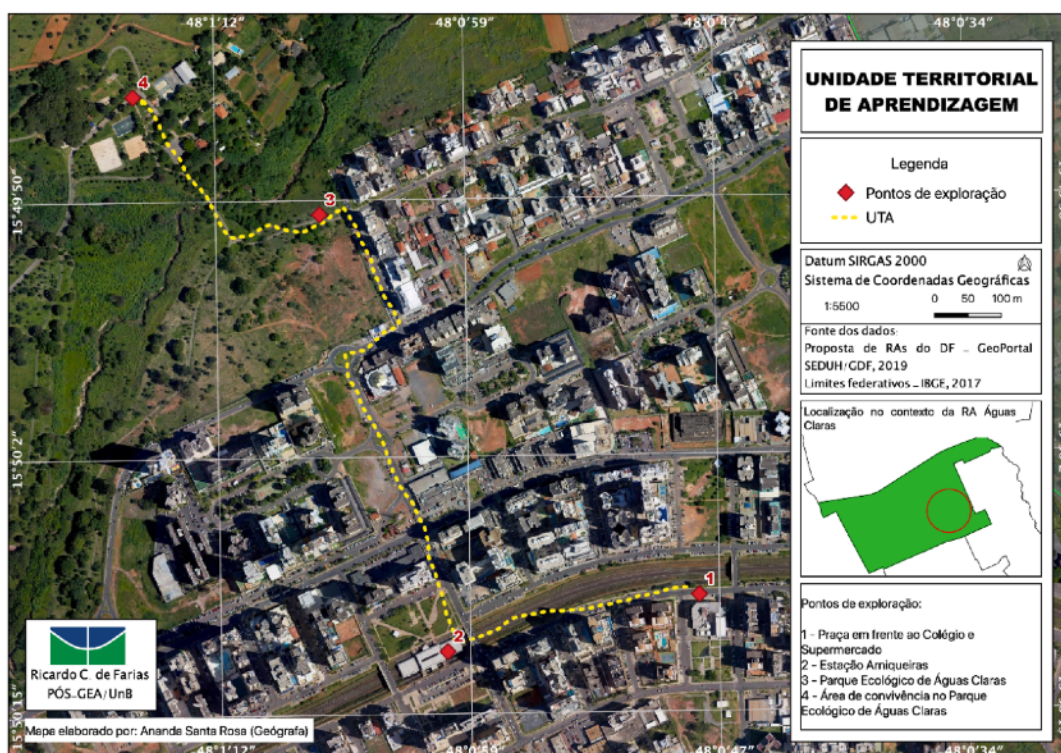 48°1'12"
48°0'59"
48°0'47"
48°0'34"
4
3
1
2
15°49'50"
15°50'2"
15°50'15"
48°1'12"
48°0'59"
48°0'47"
48°0'34"
Ricardo C. de Farias
PÓS-GEA/UnB
Mapa elaborado por: Ananda Santa Rosa (Geógrafa)
UNIDADE TERRITORIAL
DE APRENDIZAGEM
Legenda
Pontos de exploração
UTA
Datum SIRGAS 2000
Sistema de Coordenadas Geográficas
1:5500
0 50 100 m
Fonte dos dados:
Proposta de RAs do DF - GeoPortal
SEDUH/GDF, 2019
Limites federativos - IBGE, 2017
Localização no contexto da RA Águas
Claras
Pontos de exploração:
1 - Praça em frente ao Colégio e
Supermercado
2 - Estação Arniqueiras
3 - Parque Ecológico de Águas Claras
4 - Área de convivência no Parque
Ecológico de Águas Claras